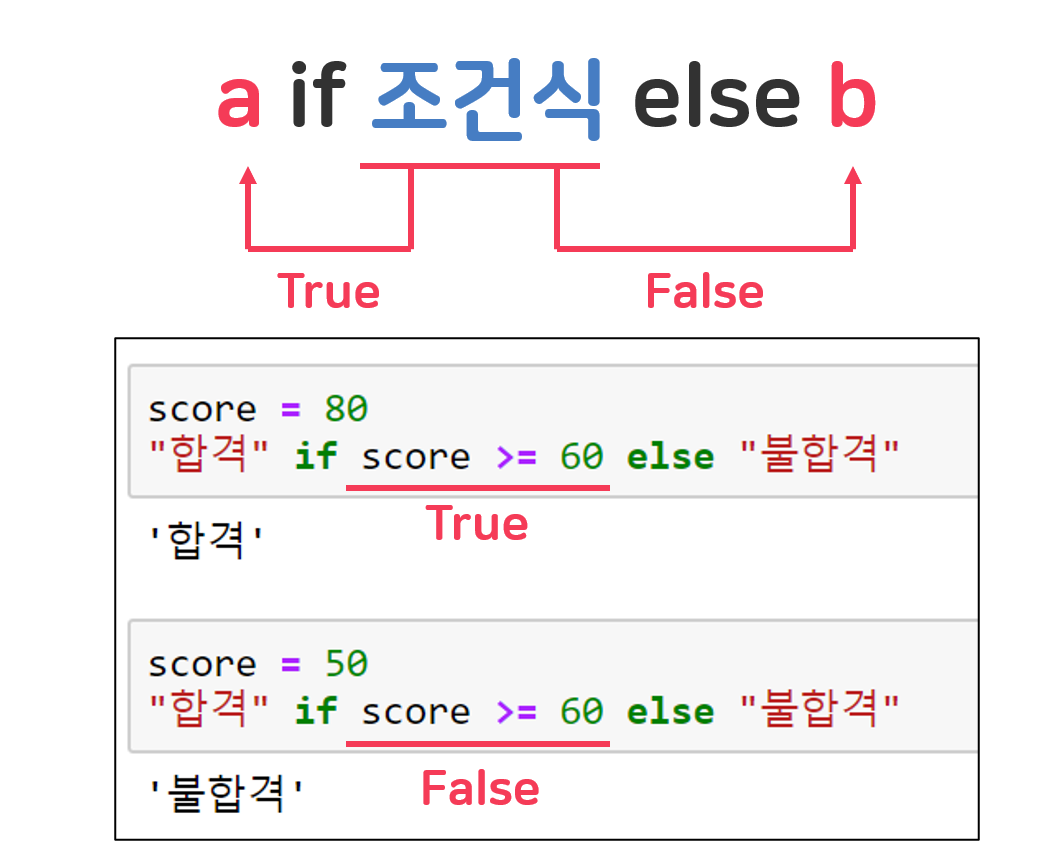 a if 조건식 else b
True False
score = 80
"합격" if score >= 60 else "불합격"
True
'합격'
score = 50
"합격" if score >= 60 else "불합격"
False
'불합격'